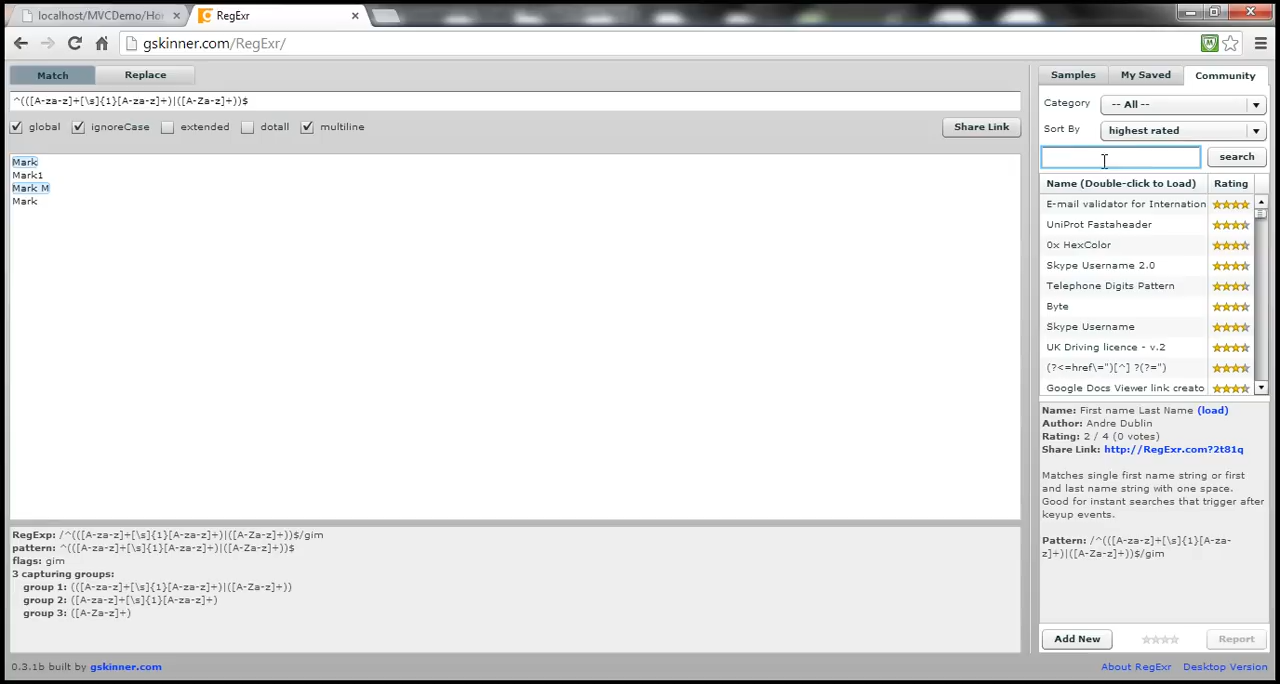 localhost/MVCDemo/Hor
RegExr
gskinner.com/RegExr/
Match
Replace
^(([A-za-z]+[\s]{1}[A-za-z]+)|([A-Za-z]+))$
global
ignoreCase
extended
dotall
multiline
Share Link
Mark
Mark1
Mark M
Mark
RegExp: /^(([A-za-z]+[\s]{1}[A-za-z]+)|([A-Za-z]+))$/gim
pattern: ^(([A-za-z]+[\s]{1}[A-za-z]+)|([A-Za-z]+))$
flags: gim
3 capturing groups:
group 1: (([A-za-z]+[\s]{1}[A-za-z]+)|([A-Za-z]+))
group 2: ([A-za-z]+[\s]{1}[A-za-z]+)
group 3: ([A-Za-z]+)
Samples
My Saved
Community
Category
-- All --
Sort By
highest rated
search
Name (Double-click to Load)
Rating
E-mail validator for Internation
UniProt Fastaheader
0x HexColor
Skype Username 2.0
Telephone Digits Pattern
Byte
Skype Username
UK Driving licence - v.2
(?<=href\=")[^] ?(?=")
Google Docs Viewer link creato
Name: First name Last Name (load)
Author: Andre Dublin
Rating: 2 / 4 (0 votes)
Share Link: http://RegExr.com?2t81q
Matches single first name string or first
and last name string with one space.
Good for instant searches that trigger after
keyup events.
Pattern: /^(([A-za-z]+[\s]{1}[A-za-
z]+)|([A-Za-z]+))$/gim
Add New
Report
0.3.1b built by gskinner.com
About RegExr
Desktop Version